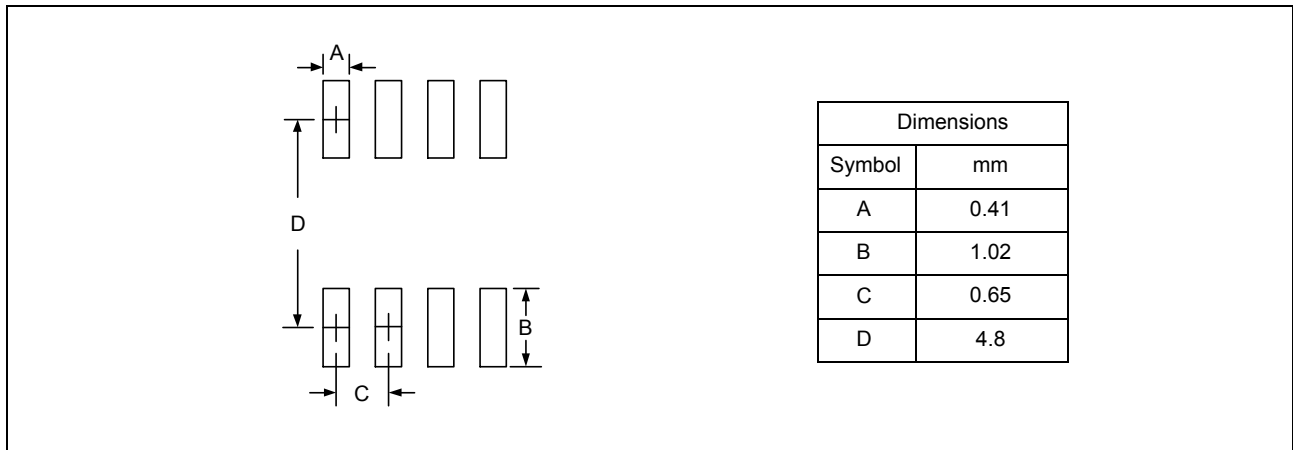 A
D
B
C
Dimensions
Symbol mm
A 0.41
B 1.02
C 0.65
D 4.8